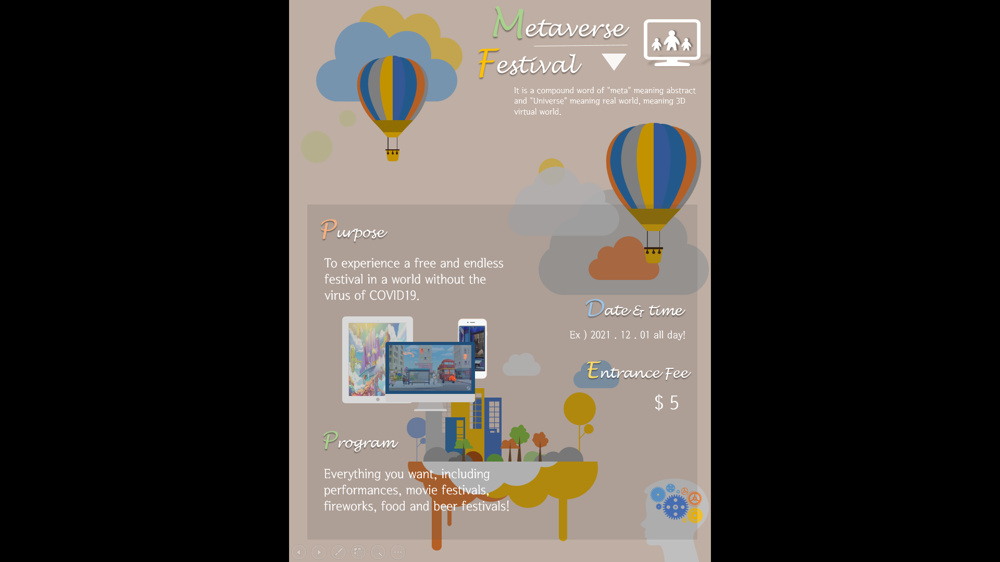 Metaverse
Festival
It is a compound word of "meta" meaning abstract
and "Universe" meaning real world, meaning 3D
virtual world.
Purpose
To experience a free and endless
festival in a world without the
virus of COVID19.
Date & time
Ex ) 2021 . 12 . 01 all day!
Entrance Fee
$ 5
Program
Everything you want, including
performances, movie festivals,
fireworks, food and beer festivals!